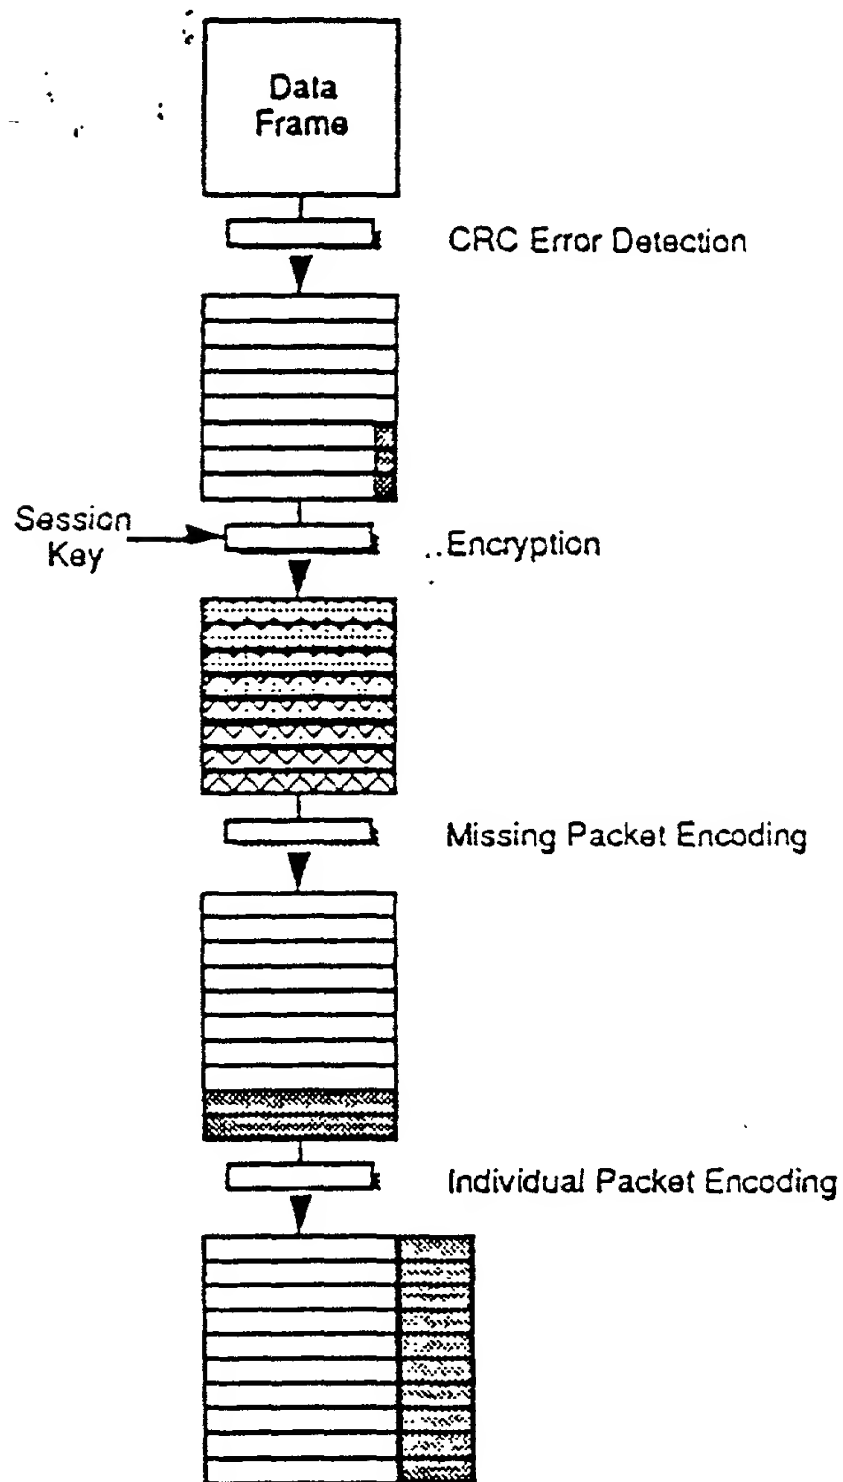 Data
Frame
CRC Error Detection
Session
Key
Encryption
Missing Packet Encoding
Individual Packet Encoding